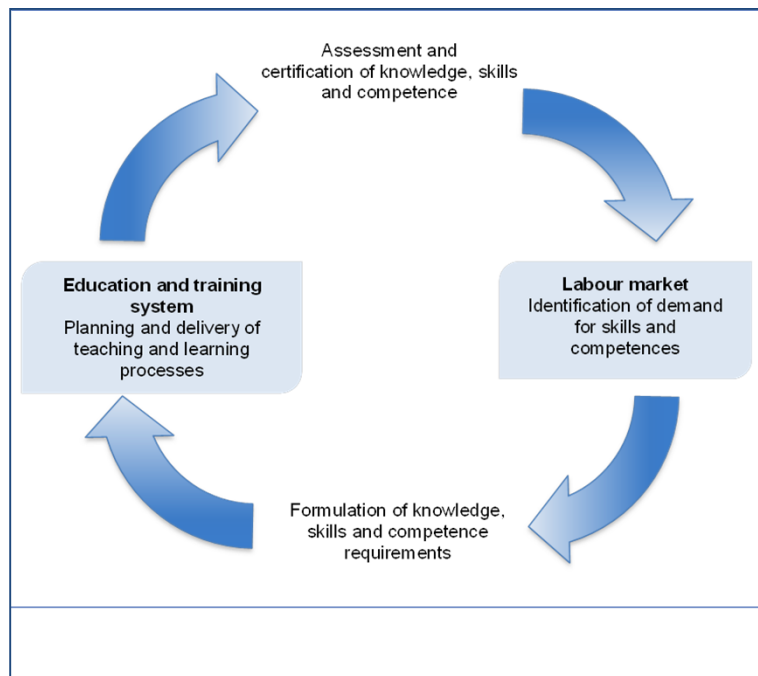 Assessment and
certification of knowledge, skills
and competence
Education and training
system
Planning and delivery of
teaching and learning
processes
Labour market
Identification of demand
for skills and
competences
Formulation of knowledge,
skills and competence
requirements